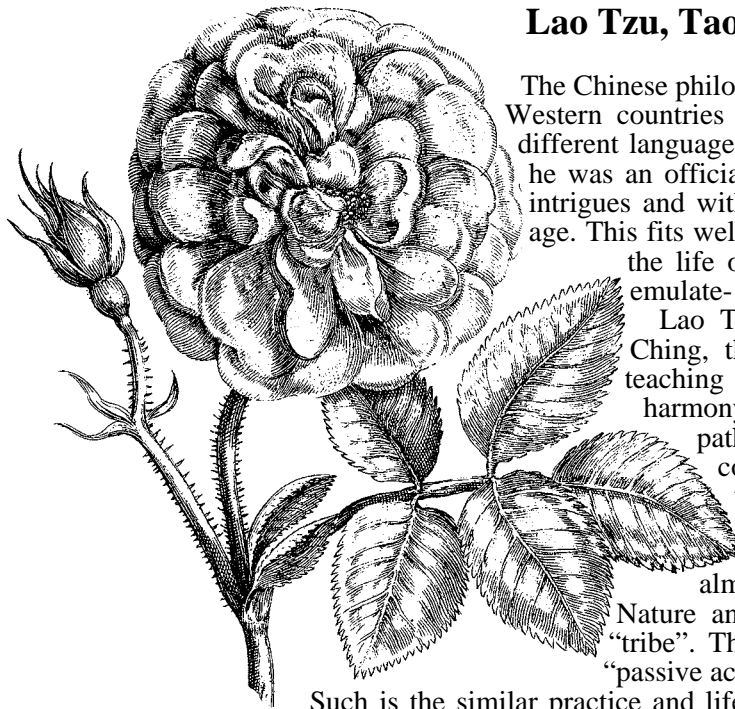 Lao Tzu, Tao
The Chinese philo
Western countries
different language
he was an officia
intrigues and wit
age. This fits wel
the life o
emulate-
Lao T
Ching, th
teaching
harmony
path
co
alm
Nature an
“tribe”. Th
“passive ac
Such is the similar practice and life